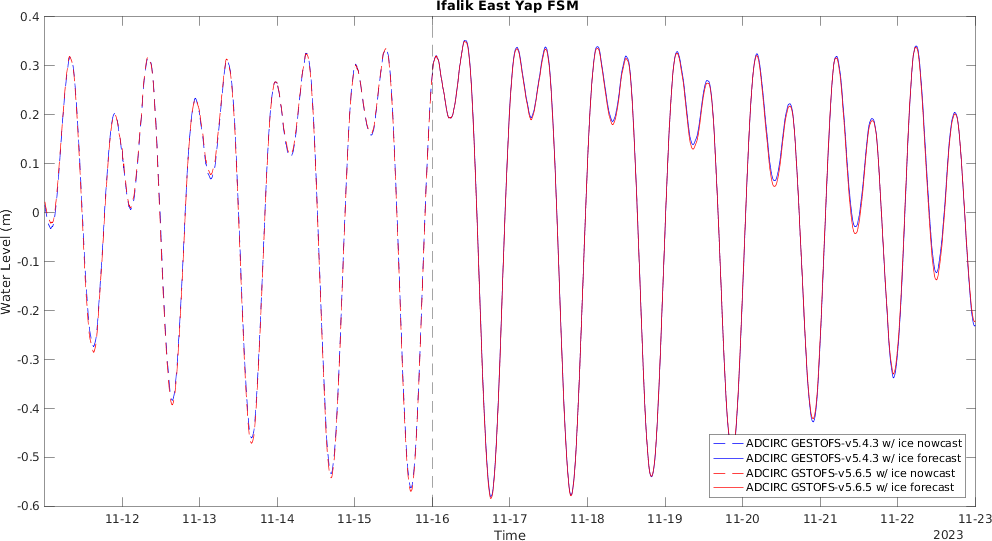 Ifalik East Yap FSM
0.4
0.3
0.2
0.1
0
-0.1
-0.2
-0.3
-0.4
-0.5
-0.6
Water Level (m)
ADCIRC GESTOFS-v5.4.3 w/ ice nowcast
ADCIRC GESTOFS-v5.4.3 w/ ice forecast
ADCIRC GSTOFS-v5.6.5 w/ ice nowcast
ADCIRC GSTOFS-v5.6.5 w/ ice forecast
11-12 11-13 11-14 11-15 11-16 11-17 11-18 11-19 11-20 11-21 11-22 11-23
Time
2023